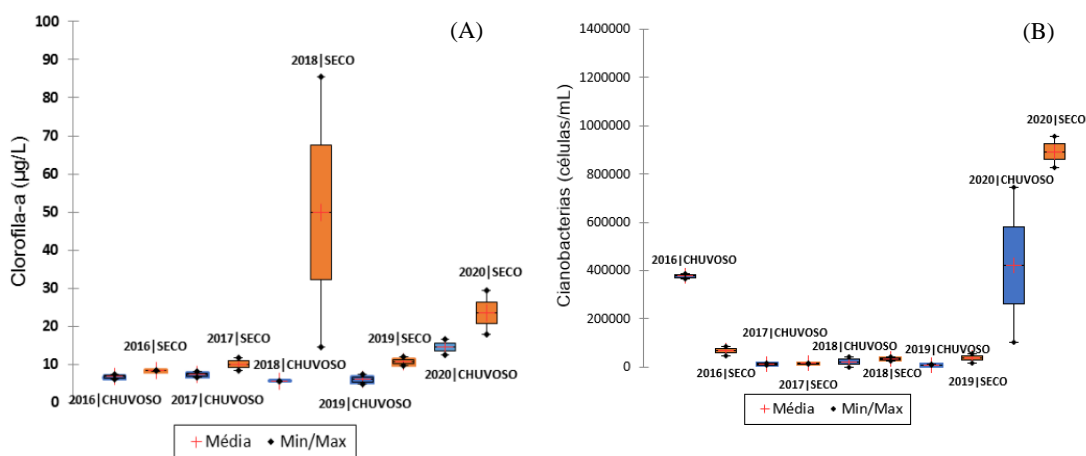 (A)
Clorofila-a (µg/L)
100
90
80
70
60
50
40
30
20
10
0
2016|CHUVOSO
2016|SECO
2017|CHUVOSO
2017|SECO
2018|CHUVOSO
2018|SECO
2019|CHUVOSO
2019|SECO
2020|CHUVOSO
2020|SECO
Média
Min/Max
(B)
Cianobacterias (células/mL)
1400000
1200000
1000000
800000
600000
400000
200000
0
2016|CHUVOSO
2016|SECO
2017|CHUVOSO
2017|SECO
2018|CHUVOSO
2018|SECO
2019|CHUVOSO
2019|SECO
2020|CHUVOSO
2020|SECO
Média
Min/Max